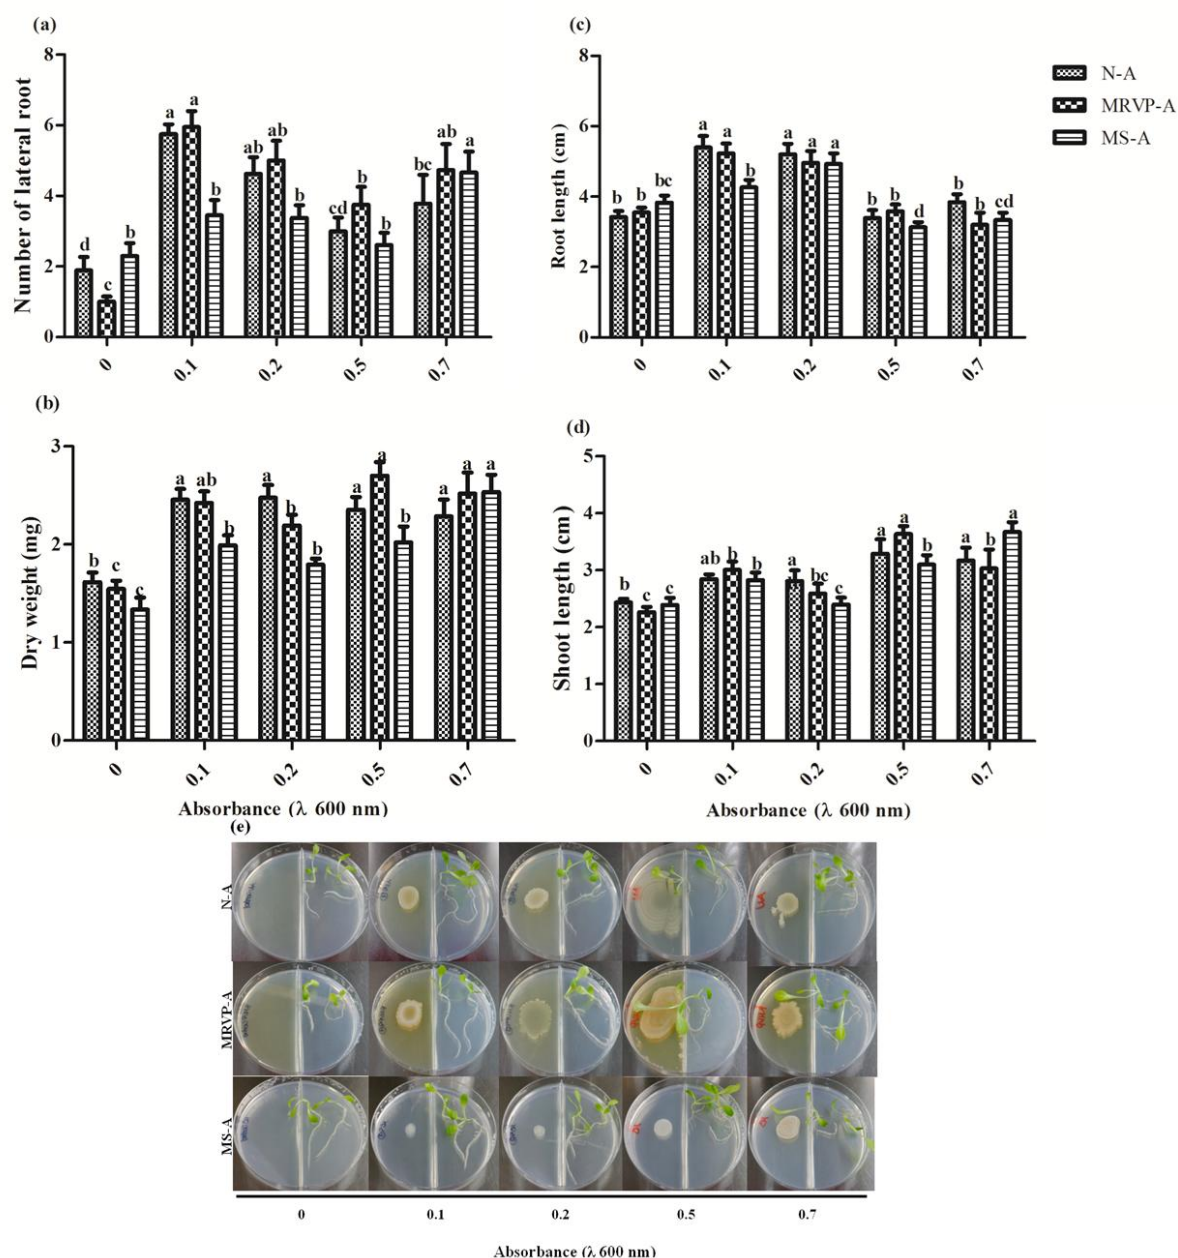 (a)
Number of lateral root
8
6
4
2
0
d c b
a a b
ab ab b
cd b b
bc ab a
0 0.1 0.2 0.5 0.7
(c)
Root length (cm)
8
6
4
2
0
b b bc
a a b
a a a
b b d
b b cd
0 0.1 0.2 0.5 0.7
N-A
MRVP-A
MS-A
(b)
Dry weight (mg)
3
2
1
0
b c c
a ab b
a b b
a a b
a a a
0 0.1 0.2 0.5 0.7
Absorbance (λ 600 nm)
(d)
Shoot length (cm)
5
4
3
2
1
0
b c c
ab b b
a bc c
a a b
a b a
0 0.1 0.2 0.5 0.7
Absorbance (λ 600 nm)
(e)
N-A
MRVP-A
MS-A
0 0.1 0.2 0.5 0.7
Absorbance (λ 600 nm)